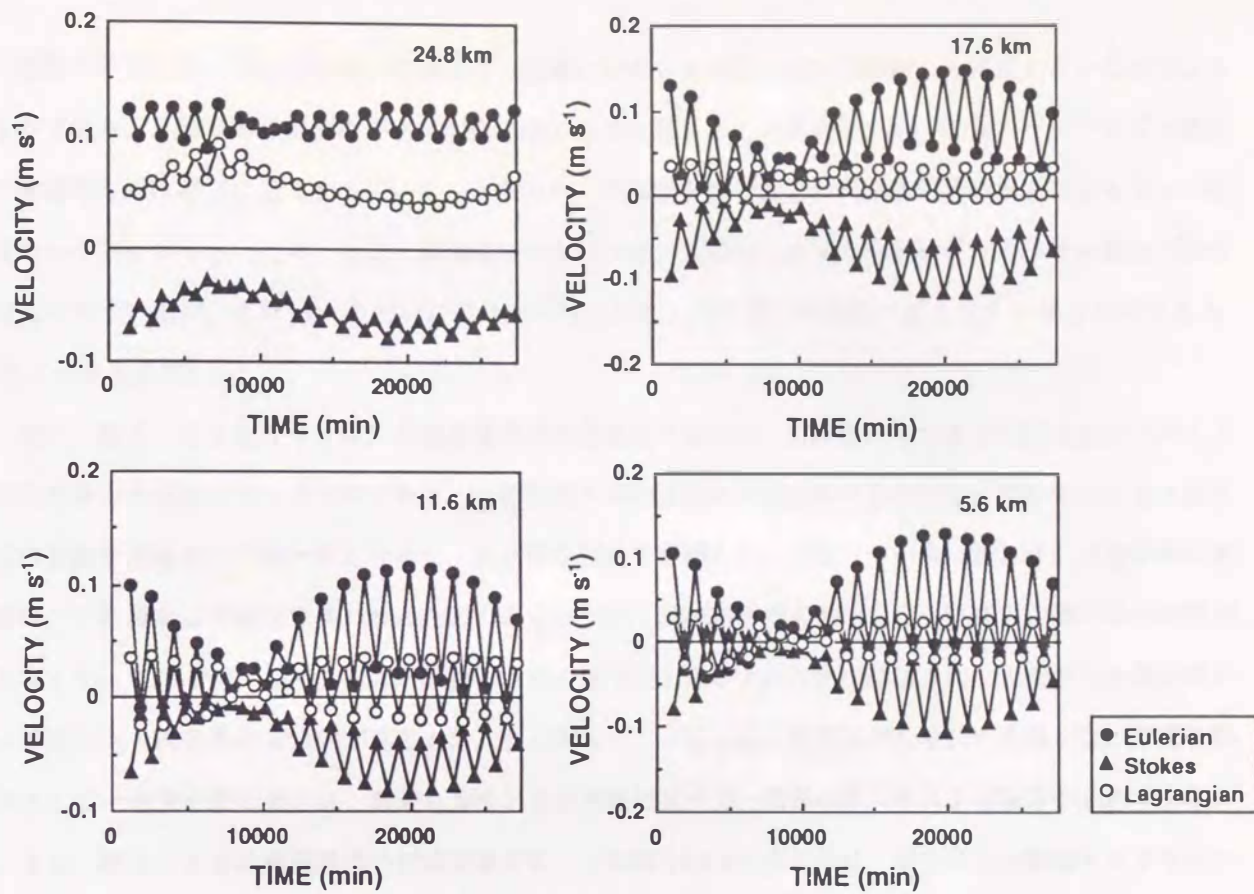 0.2
0.1
0
-0.1
VELOCITY (m s⁻¹)
24.8 km
0
10000
20000
TIME (min)
0.2
0.1
0
-0.1
-0.2
VELOCITY (m s⁻¹)
17.6 km
0
10000
20000
TIME (min)
0.2
0.1
0
-0.1
VELOCITY (m s⁻¹)
11.6 km
0
10000
20000
TIME (min)
0.2
0.1
0
-0.1
-0.2
VELOCITY (m s⁻¹)
5.6 km
0
10000
20000
TIME (min)
Eulerian
Stokes
Lagrangian